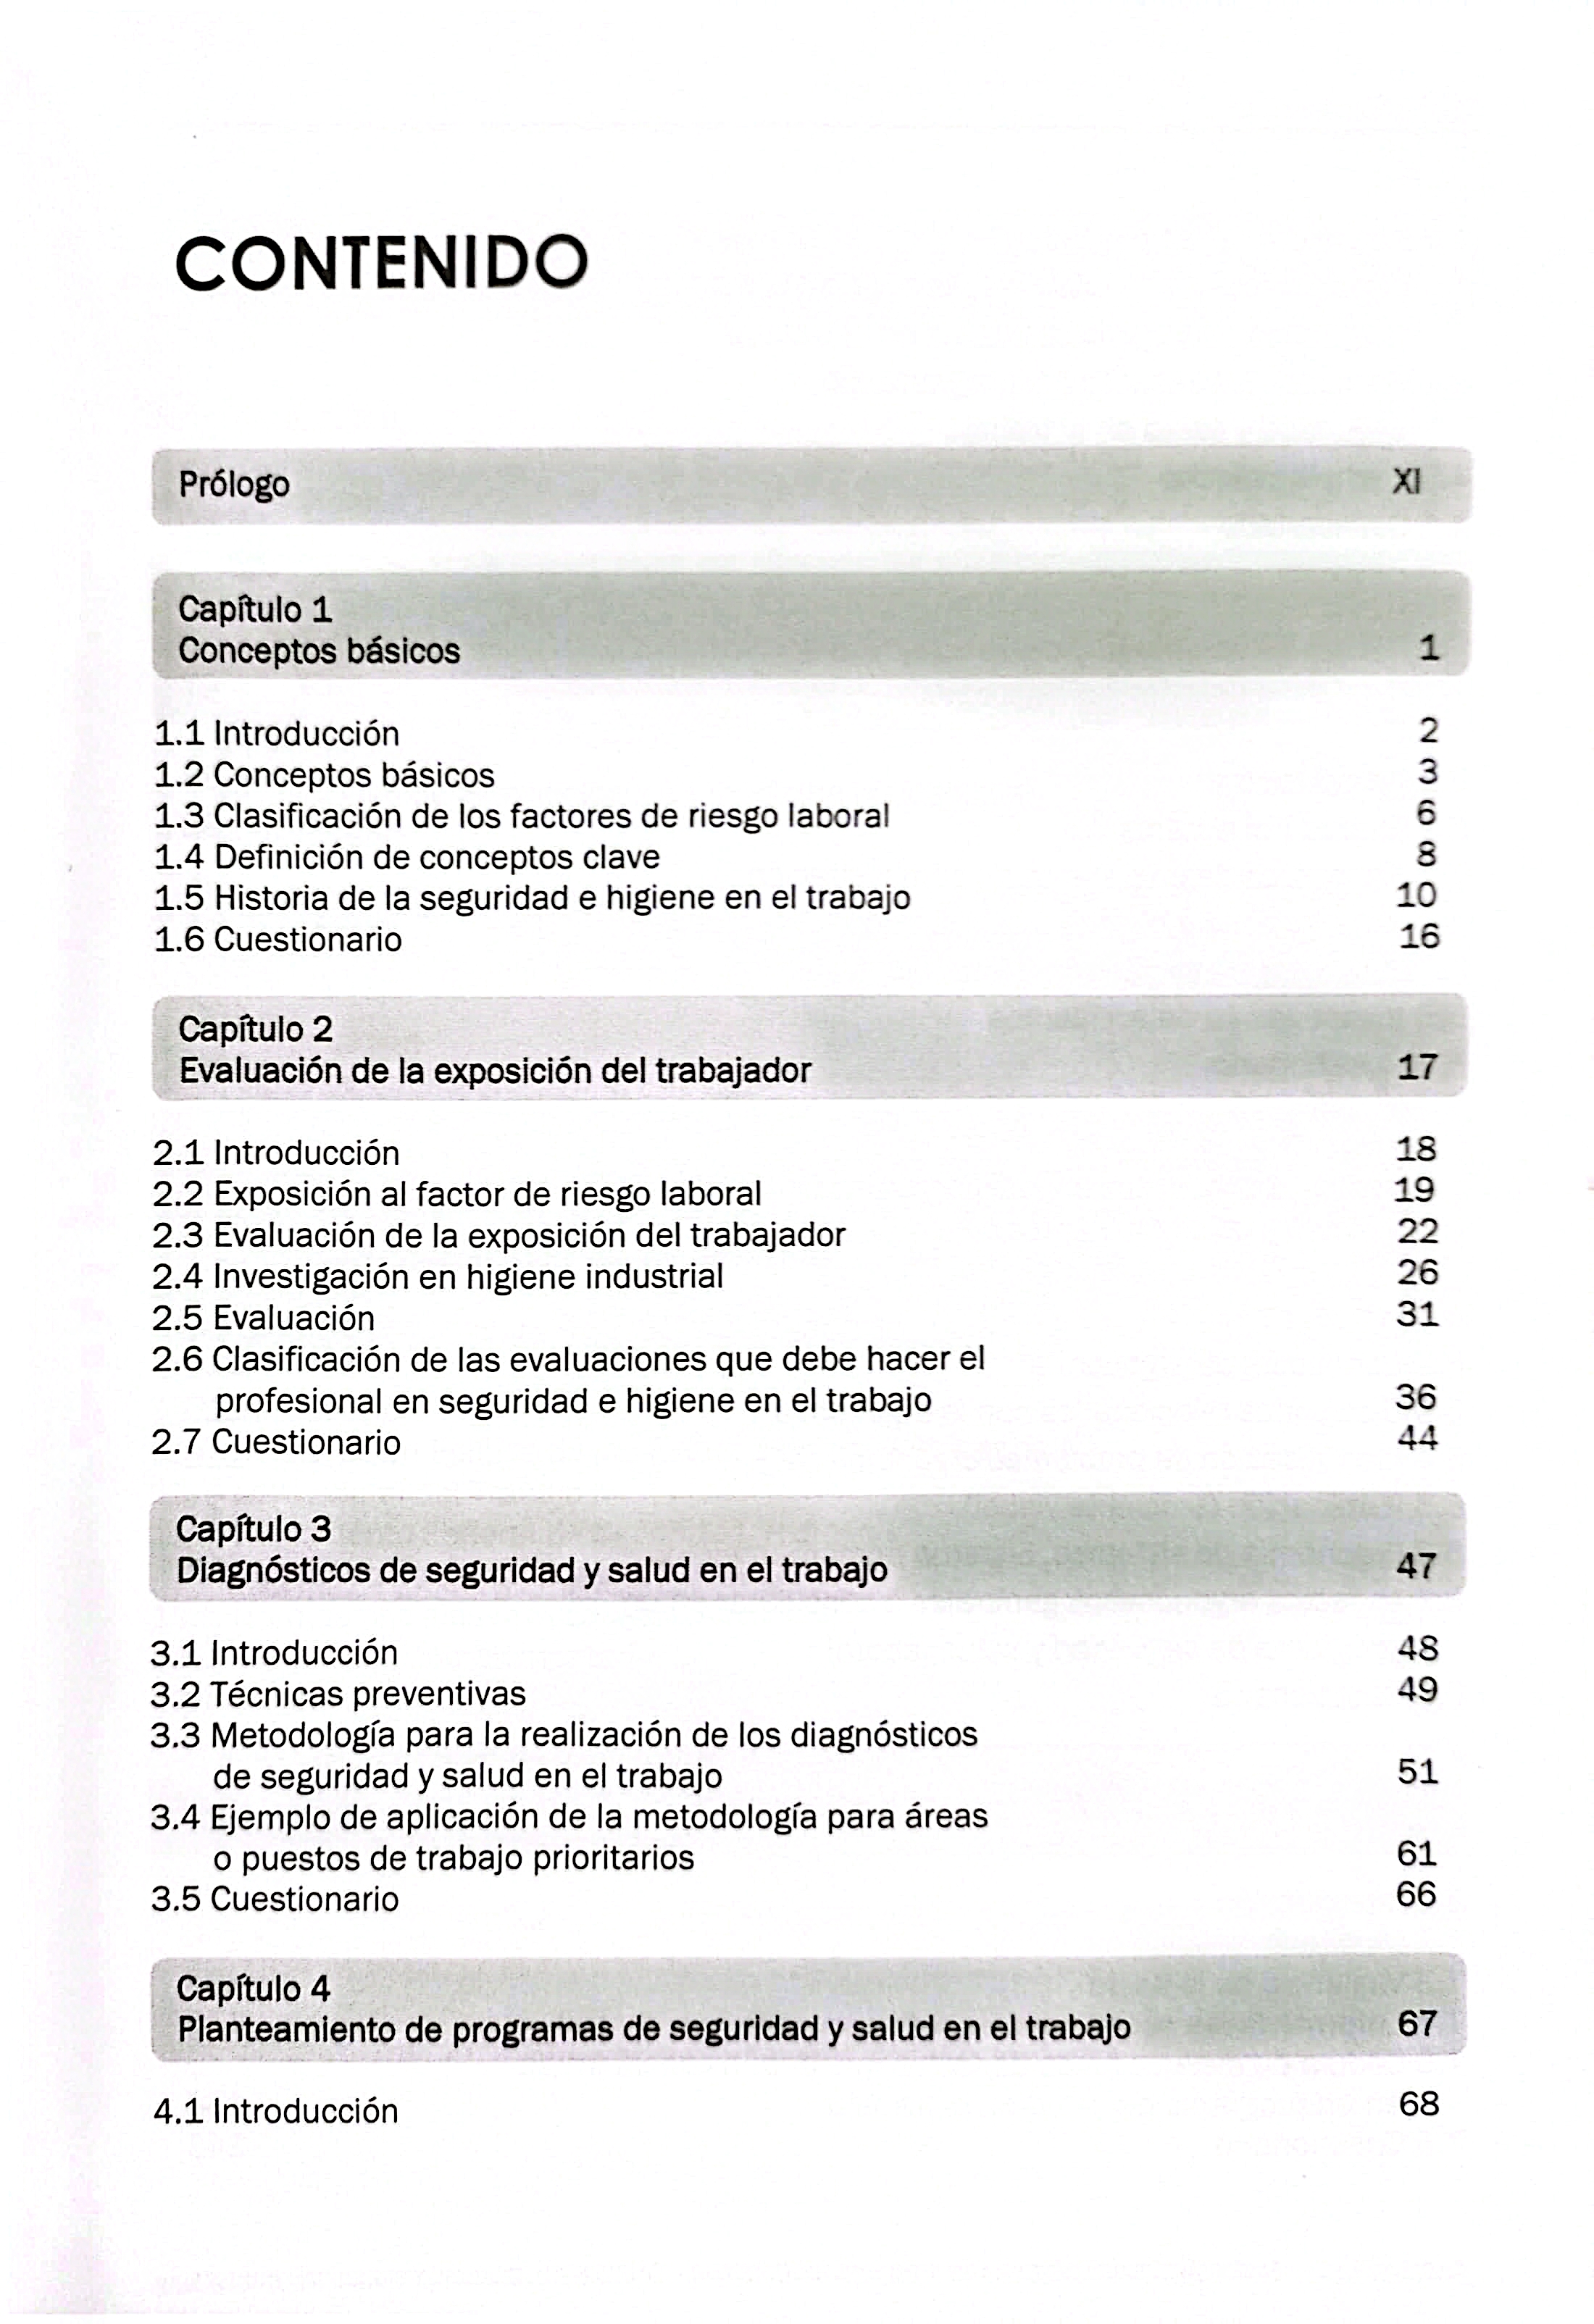 CONTENIDO
Prólogo XI
Capítulo 1
Conceptos básicos 1
1.1 Introducción 2
1.2 Conceptos básicos 3
1.3 Clasificación de los factores de riesgo laboral 6
1.4 Definición de conceptos clave 8
1.5 Historia de la seguridad e higiene en el trabajo 10
1.6 Cuestionario 16
Capítulo 2
Evaluación de la exposición del trabajador 17
2.1 Introducción 18
2.2 Exposición al factor de riesgo laboral 19
2.3 Evaluación de la exposición del trabajador 22
2.4 Investigación en higiene industrial 26
2.5 Evaluación 31
2.6 Clasificación de las evaluaciones que debe hacer el
profesional en seguridad e higiene en el trabajo 36
2.7 Cuestionario 44
Capítulo 3
Diagnósticos de seguridad y salud en el trabajo 47
3.1 Introducción 48
3.2 Técnicas preventivas 49
3.3 Metodología para la realización de los diagnósticos
de seguridad y salud en el trabajo 51
3.4 Ejemplo de aplicación de la metodología para áreas
o puestos de trabajo prioritarios 61
3.5 Cuestionario 66
Capítulo 4
Planteamiento de programas de seguridad y salud en el trabajo 67
4.1 Introducción 68